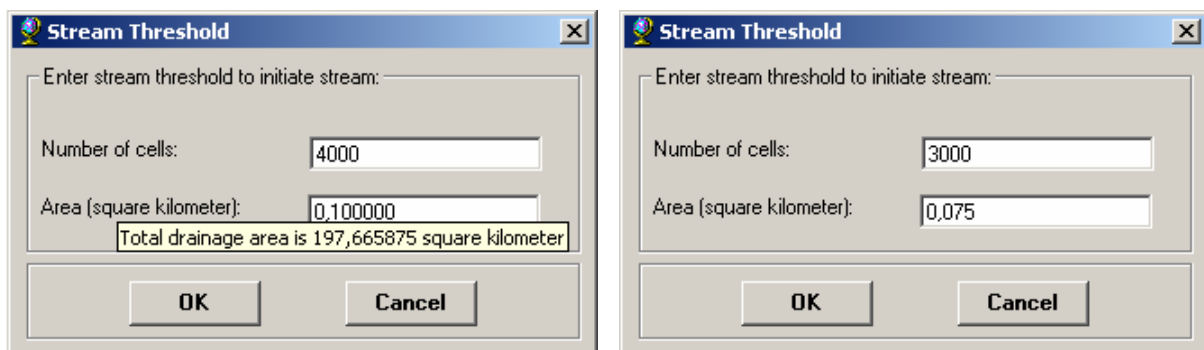 Stream Threshold
Enter stream threshold to initiate stream:
Number of cells:
4000
Area (square kilometer):
0,100000
Total drainage area is 197,665875 square kilometer
OK
Cancel
Stream Threshold
Enter stream threshold to initiate stream:
Number of cells:
3000
Area (square kilometer):
0,075
OK
Cancel